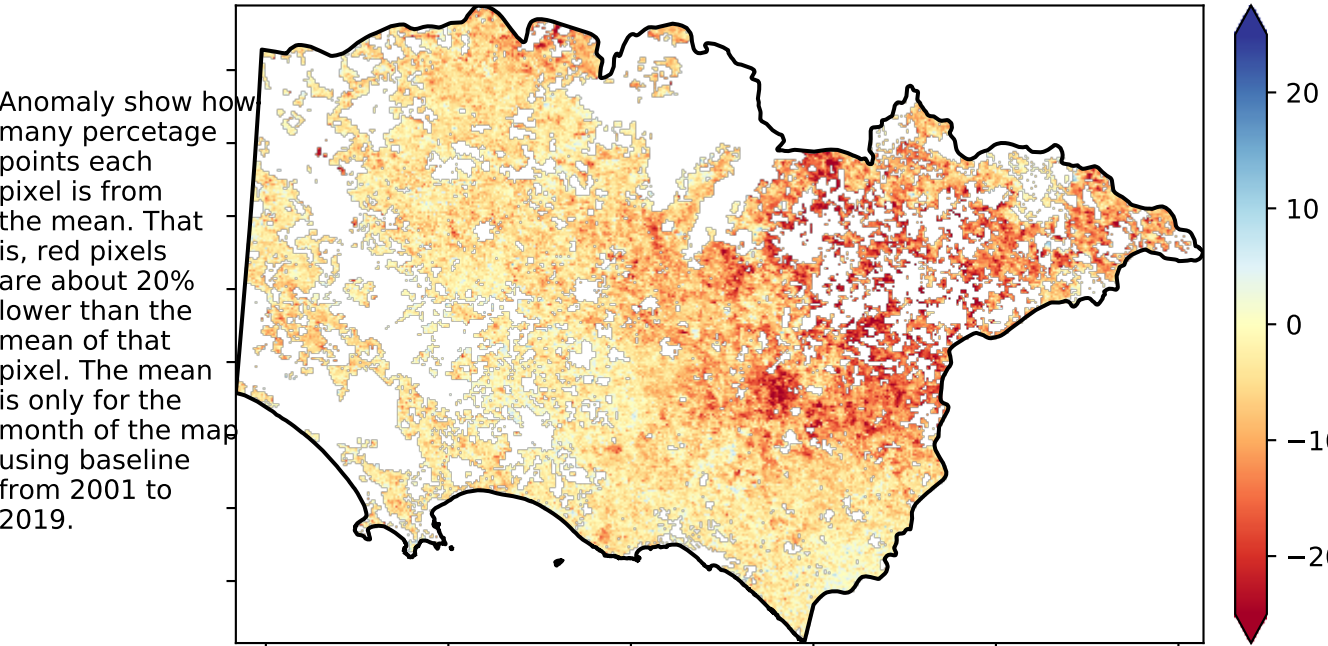 Anomaly show how
many percetage
points each
pixel is from
the mean. That
is, red pixels
are about 20%
lower than the
mean of that
pixel. The mean
is only for the
month of the map
using baseline
from 2001 to
2019.
20
10
0
−10
−20